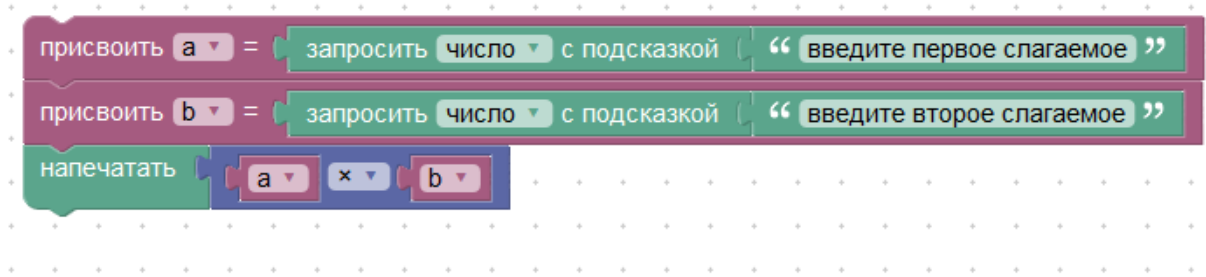 присвоить a = запросить число с подсказкой “ введите первое слагаемое ”
присвоить b = запросить число с подсказкой “ введите второе слагаемое ”
напечатать a × b